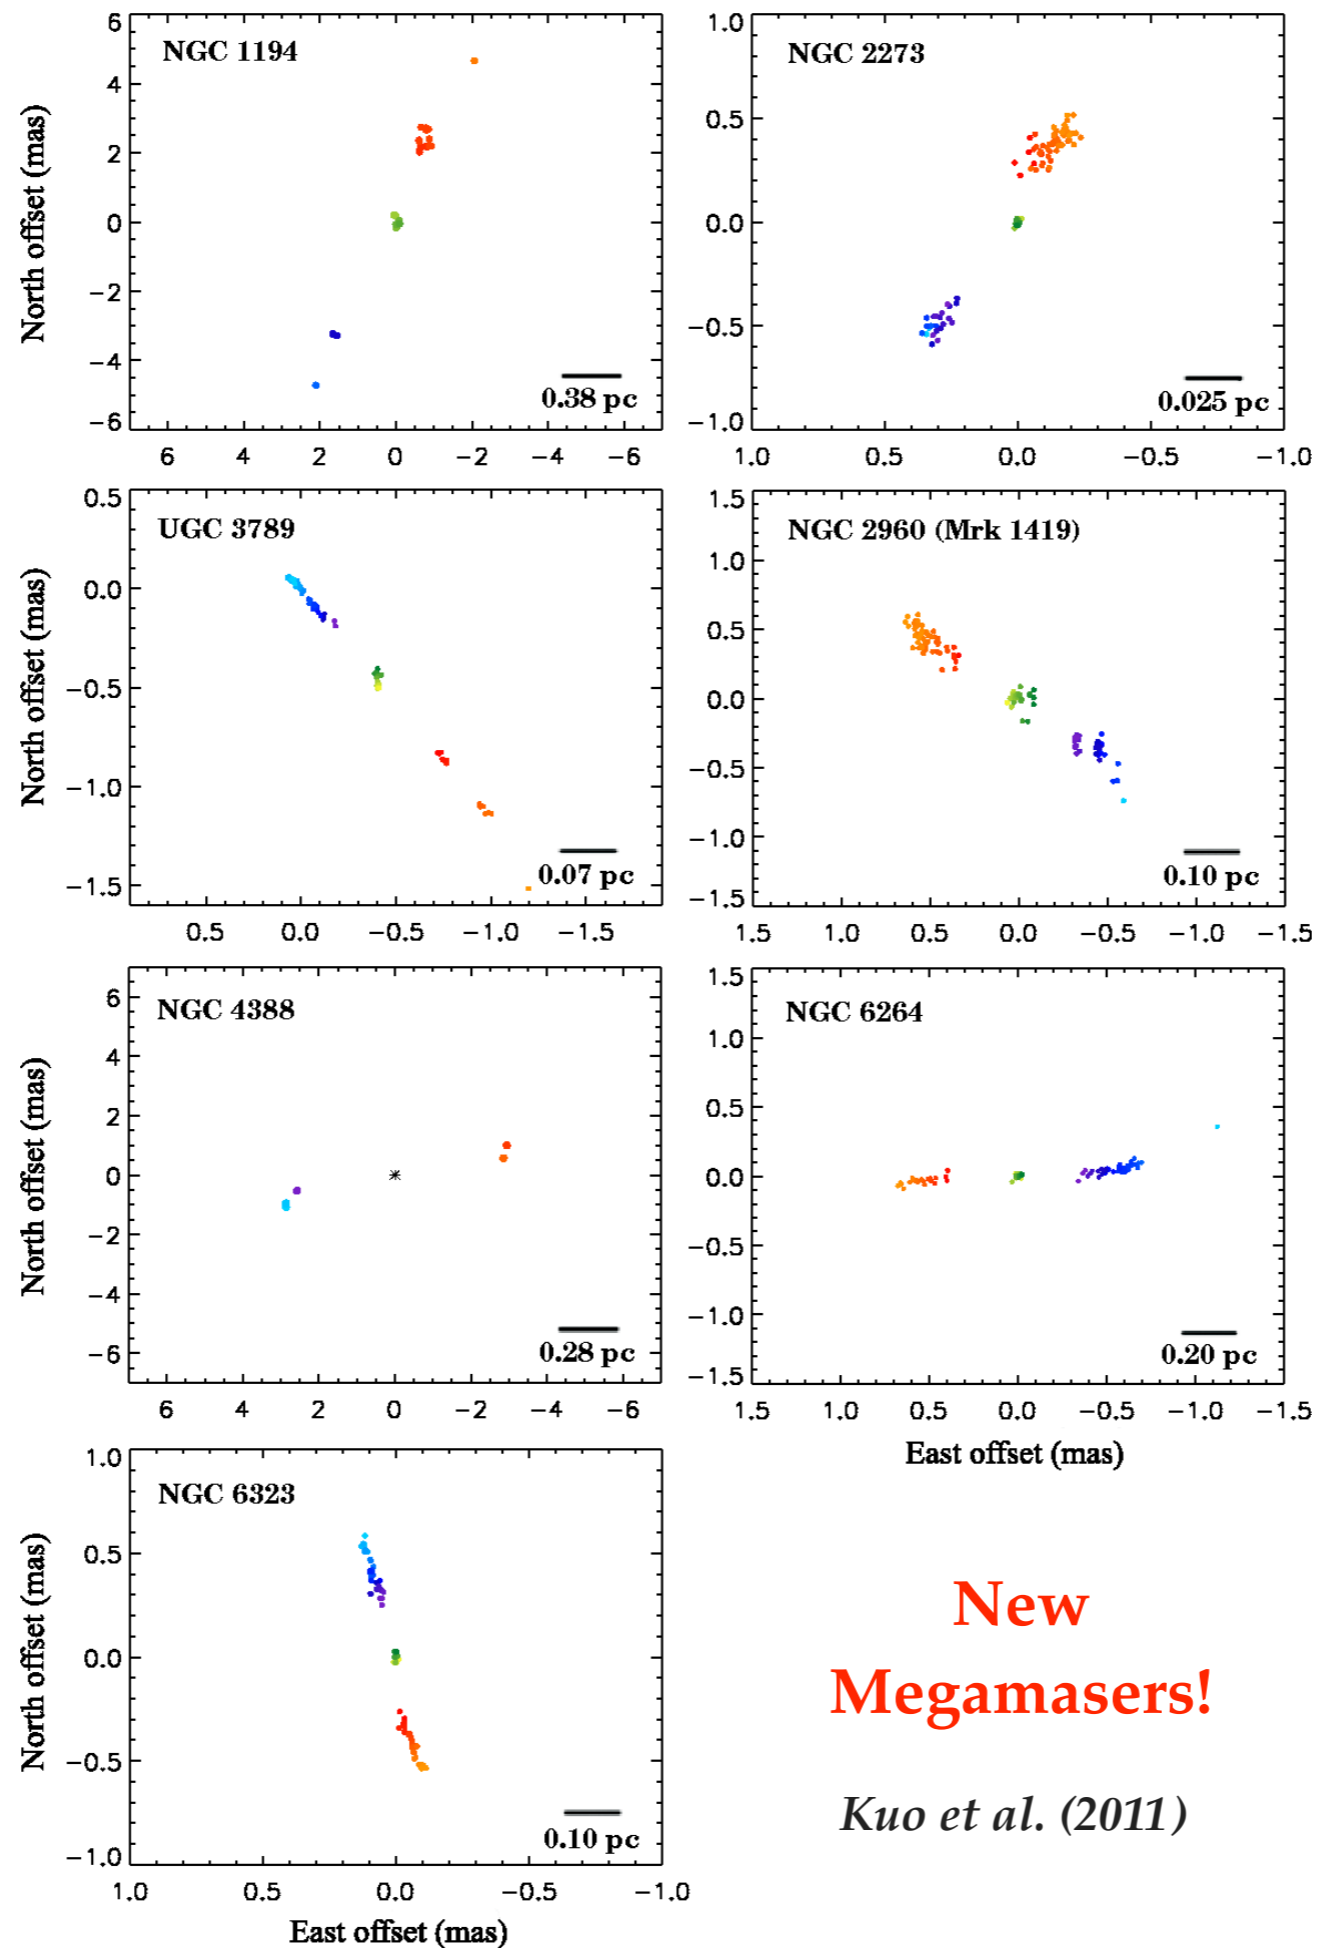 NGC 1194
North offset (mas)
6
4
2
0
−2
−4
−6
0.38 pc
6 4 2 0 −2 −4 −6
NGC 2273
1.0
0.5
0.0
−0.5
−1.0
0.025 pc
1.0 0.5 0.0 −0.5 −1.0
UGC 3789
North offset (mas)
0.5
0.0
−0.5
−1.0
−1.5
0.07 pc
0.5 0.0 −0.5 −1.0 −1.5
NGC 2960 (Mrk 1419)
1.5
1.0
0.5
0.0
−0.5
−1.0
−1.5
0.10 pc
1.5 1.0 0.5 0.0 −0.5 −1.0 −1.5
NGC 4388
North offset (mas)
6
4
2
0
−2
−4
−6
0.28 pc
6 4 2 0 −2 −4 −6
NGC 6264
1.5
1.0
0.5
0.0
−0.5
−1.0
−1.5
0.20 pc
1.5 1.0 0.5 0.0 −0.5 −1.0 −1.5
East offset (mas)
NGC 6323
North offset (mas)
1.0
0.5
0.0
−0.5
−1.0
0.10 pc
1.0 0.5 0.0 −0.5 −1.0
East offset (mas)
New
Megamasers!
Kuo et al. (2011)